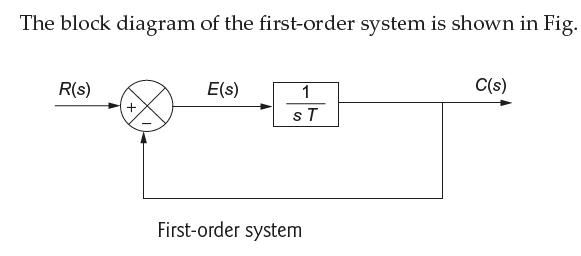 The block diagram of the first-order system is shown in Fig.
R(s)
E(s)
C(s)
+
−
1
s T
First-order system